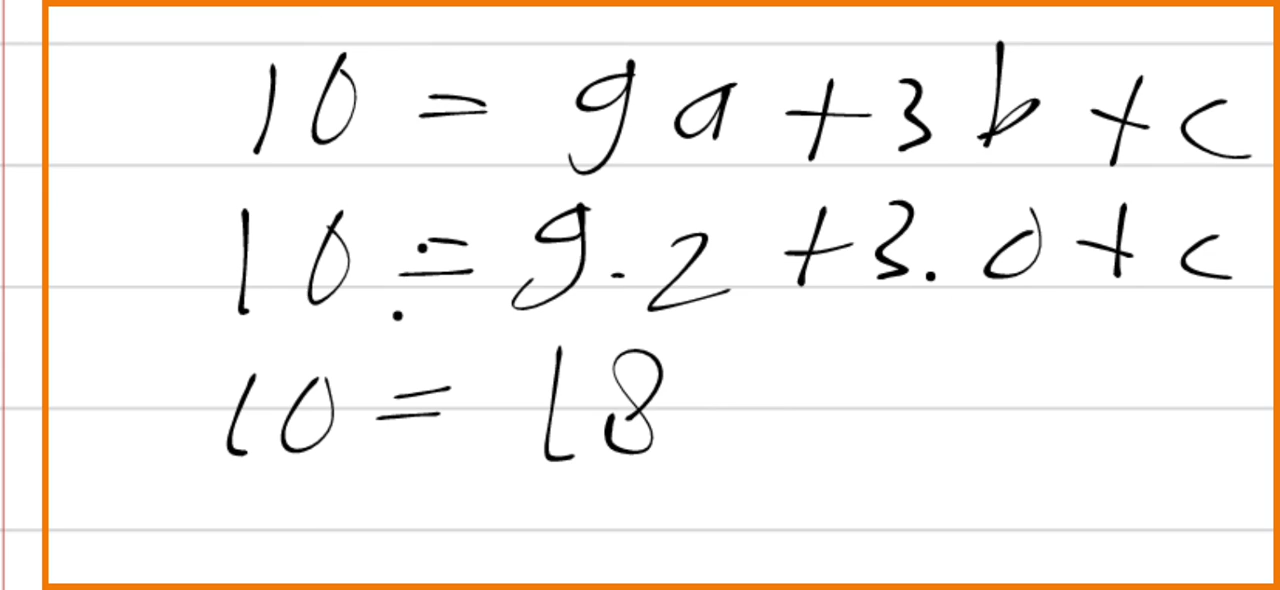 10 = 9a + 3b + c
10 = 9.2 + 3.0 + c
10 = 18